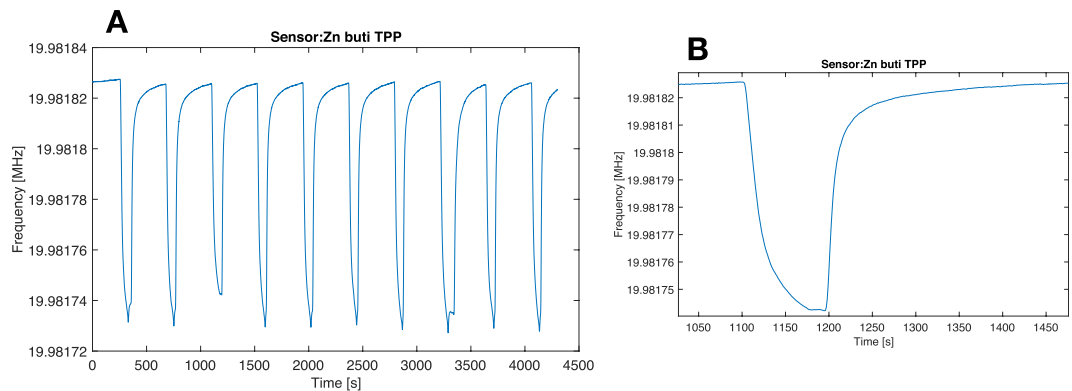 A
Sensor:Zn buti TPP
19.98184
19.98182
19.9818
19.98178
19.98176
19.98174
19.98172
Frequency [MHz]
0 500 1000 1500 2000 2500 3000 3500 4000 4500
Time [s]
B
Sensor:Zn buti TPP
19.98182
19.98181
19.9818
19.98179
19.98178
19.98177
19.98176
19.98175
Frequency [MHz]
1050 1100 1150 1200 1250 1300 1350 1400 1450
Time [s]